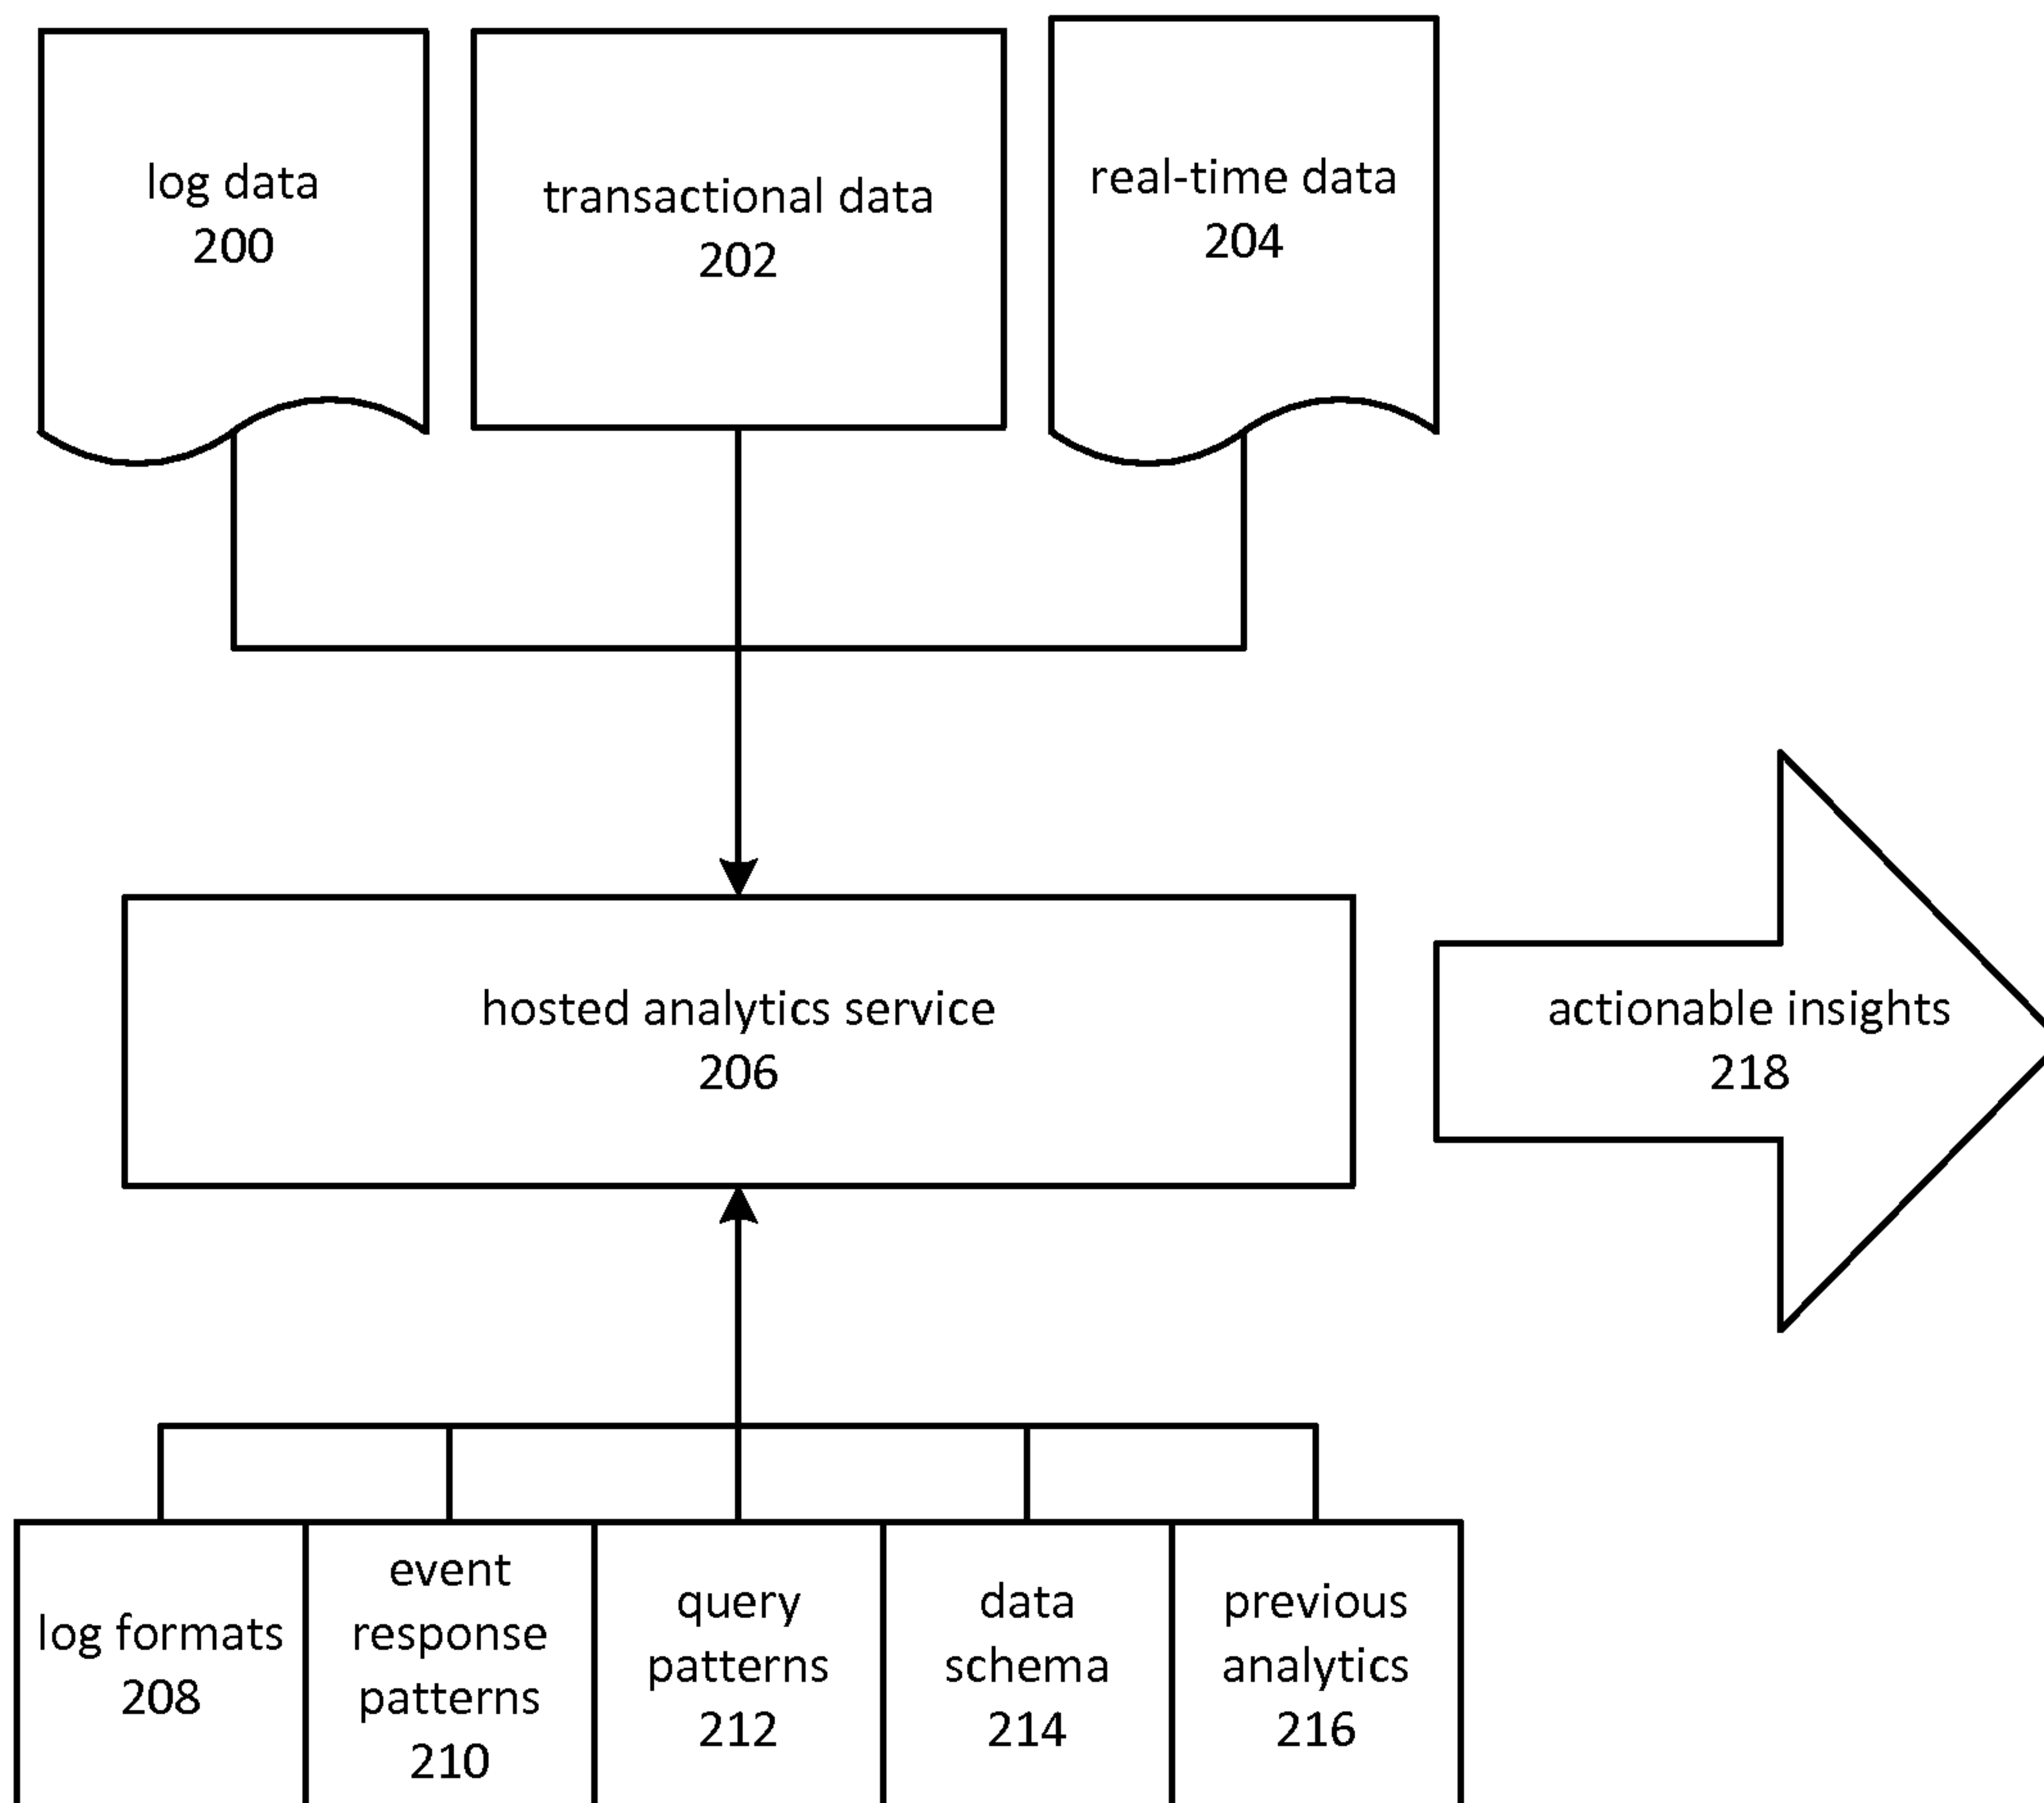 log data
200
transactional data
202
real-time data
204
hosted analytics service
206
actionable insights
218
log formats
208
event
response
patterns
210
query
patterns
212
data
schema
214
previous
analytics
216